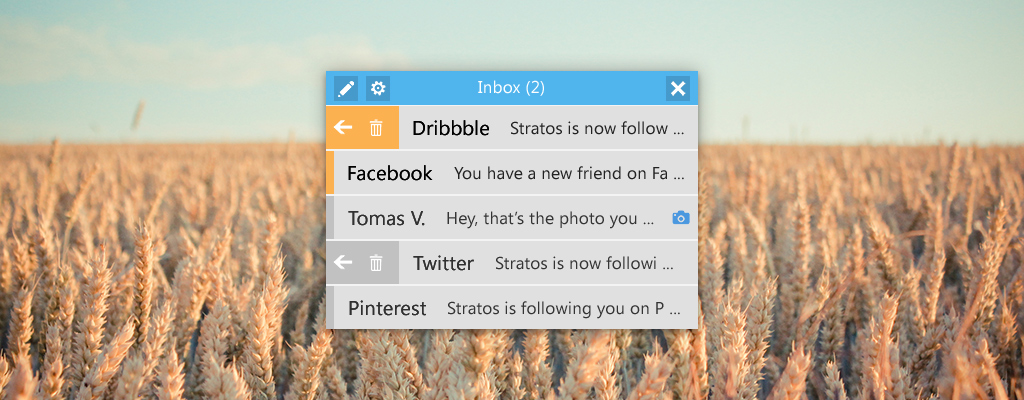 Inbox (2)
Dribbble Stratos is now follow ...
Facebook You have a new friend on Fa ...
Tomas V. Hey, that's the photo you ...
Twitter Stratos is now followi ...
Pinterest Stratos is following you on P ...